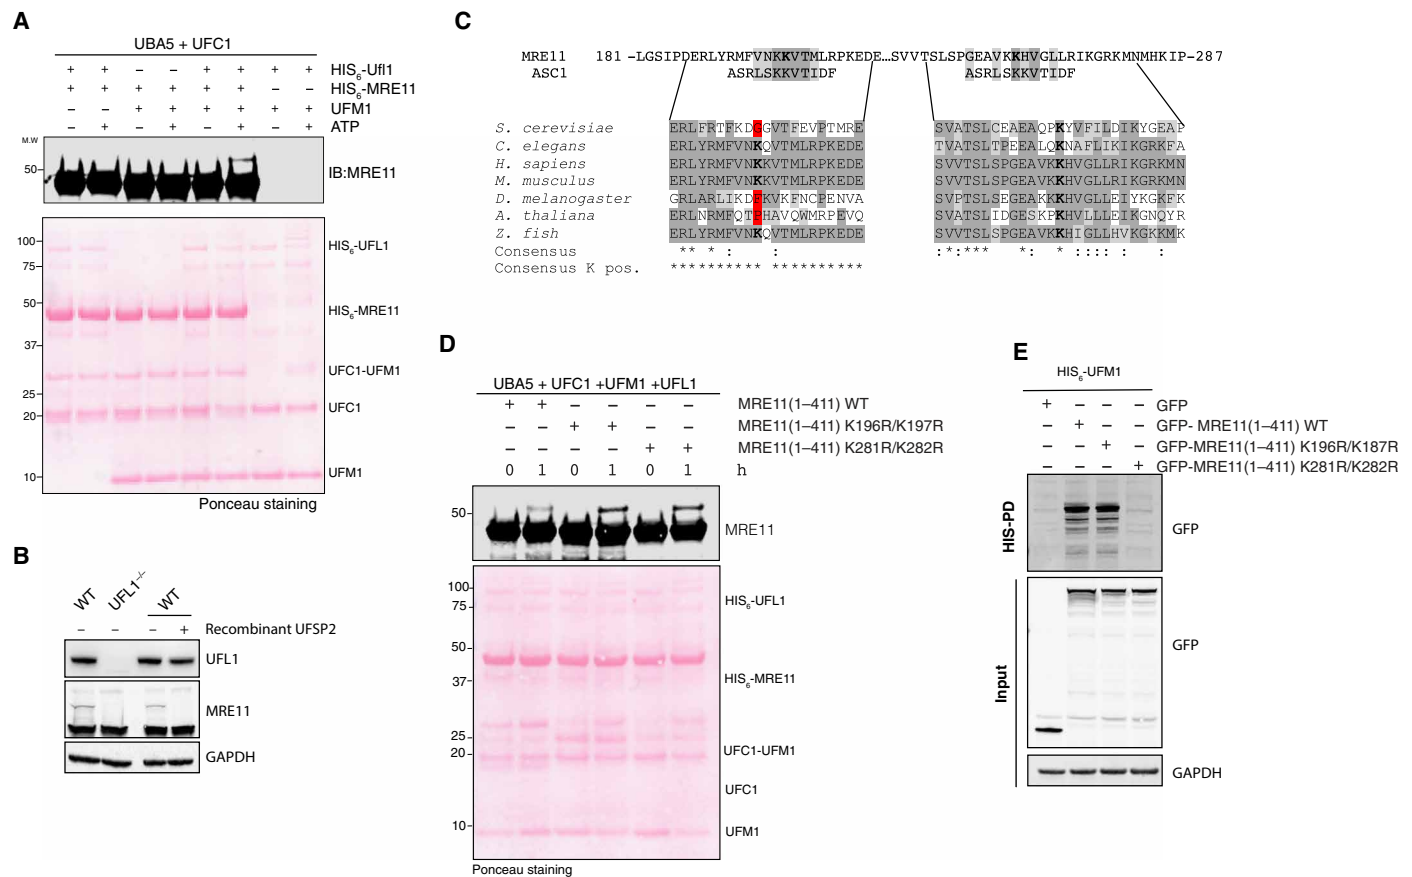 A
UBA5 + UFC1
+ + – – + + + + HIS6-Ufl1
+ + + + + + – – HIS6-MRE11
– – + + + + + + UFM1
– + – + – + – + ATP
M.W
50
IB:MRE11
100
75
50
37
25
20
10
HIS6-UFL1
HIS6-MRE11
UFC1-UFM1
UFC1
UFM1
Ponceau staining
B
WT UFL1–/– WT
– – – + Recombinant UFSP2
UFL1
MRE11
GAPDH
C
MRE11 181 -LGSIPDERLYRMFVNKKVTMLRPKEDE…SVVTSLSPGEAVKKHVGLLRIKGRKMNMHKIP-287
ASC1 ASRLSKKVTIDF ASRLSKKVTIDF
S. cerevisiae ERLFRTFKDGGVTFEVPTMRE SVATSLCEAEAQPKYVFILDIKYGEAP
C. elegans ERLYRMFVNKKVTMLRPKEDE TVATSLTPEEALQKNAFLIKIKGRKFA
H. sapiens ERLYRMFVNKKVTMLRPKEDE SVVTSLSPGEAVKKHVGLLRIKGRKMN
M. musculus ERLYRMFVNKKVTMLRPKEDE SVVTSLSPGEAVKKHVGLLRIKGRKMN
D. melanogaster GRLARLIKDFKVKFNCPENVA SVPTSLSDGEAKKKHVGLLEIYKGKFK
A. thaliana ERLNRMFQTPHAVQWMRPEVQ SVATSLIDGESKPKHVLLLEIKGNQYR
Z. fish ERLYRMFVNKQVTMLRPKEDE SVVTSLSPGEAVKKHIGLLHVKGKKMK
Consensus ** * : : :*:*** *: * : :::: : :
Consensus K pos. ********** **********
D
UBA5 + UFC1 +UFM1 +UFL1
+ + – – – – MRE11(1–411) WT
– – + + – – MRE11(1–411) K196R/K197R
– – – – + + MRE11(1–411) K281R/K282R
0 1 0 1 0 1 h
50
MRE11
100
75
50
37
25
20
10
HIS6-UFL1
HIS6-MRE11
UFC1-UFM1
UFC1
UFM1
Ponceau staining
E
HIS6-UFM1
+ – – – GFP
– + – – GFP- MRE11(1–411) WT
– – + – GFP-MRE11(1–411) K196R/K187R
– – – + GFP-MRE11(1–411) K281R/K282R
HIS-PD
GFP
Input
GFP
GAPDH